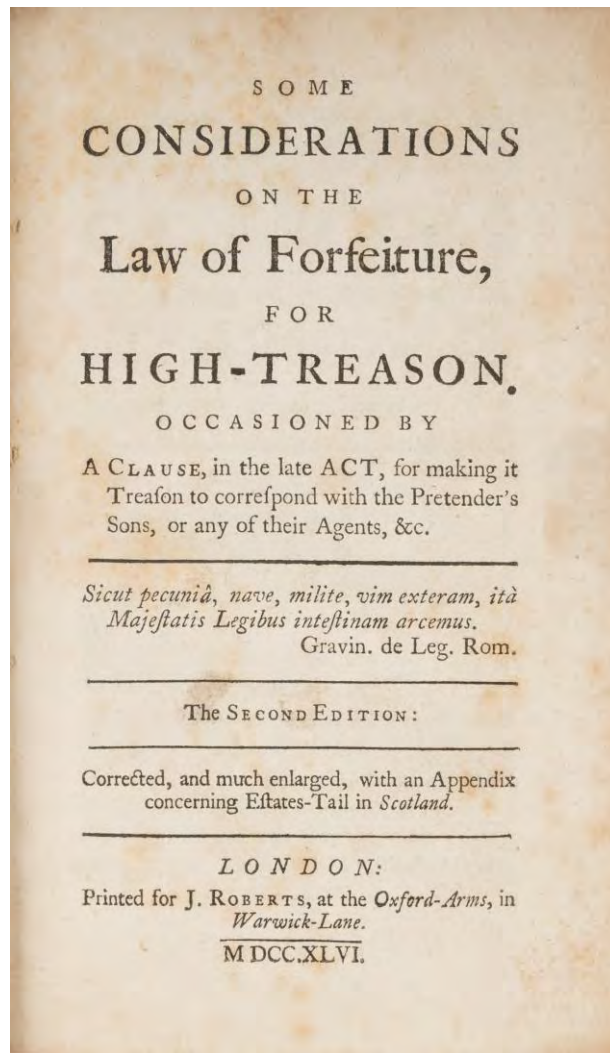 SOME
CONSIDERATIONS
ON THE
Law of Forfeiture,
FOR
HIGH-TREASON.
OCCASIONED BY
A CLAUSE, in the late ACT, for making it
Treaſon to correſpond with the Pretender's
Sons, or any of their Agents, &c.
Sicut pecuniâ, nave, milite, vim exteram, ità
Majeſtatis Legibus inteſtinam arcemus.
Gravin. de Leg. Rom.
The SECOND EDITION:
Corrected, and much enlarged, with an Appendix
concerning Eſtates-Tail in Scotland.
LONDON:
Printed for J. ROBERTS, at the Oxford-Arms, in
Warwick-Lane.
M DCC.XLVI.